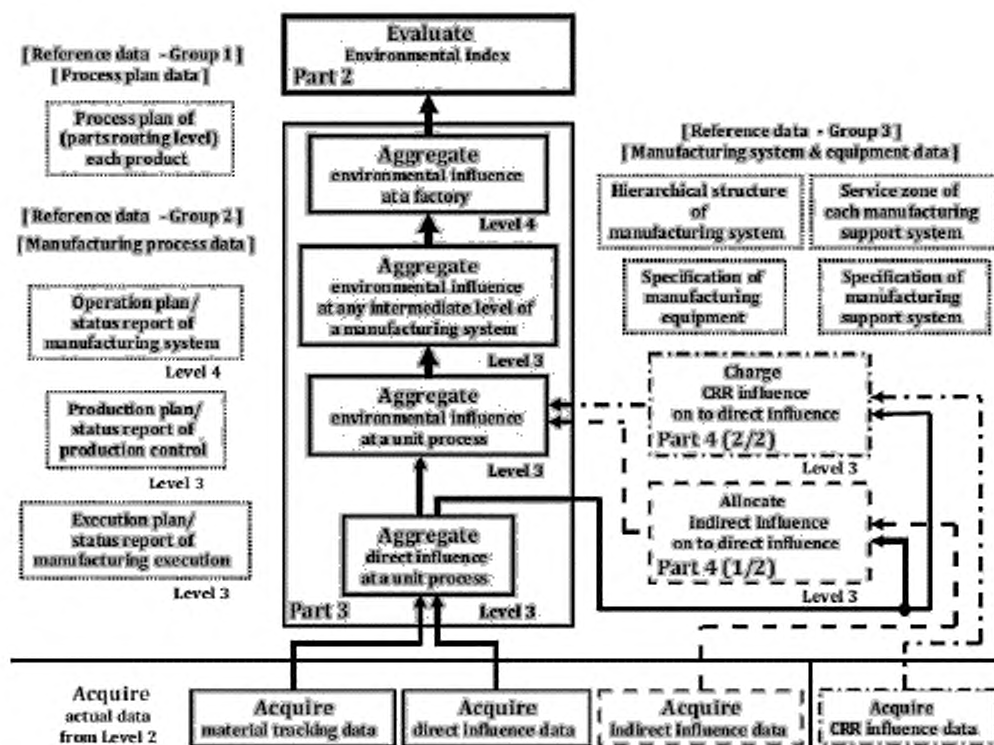 Evaluate
Environmental Index
Part 2
[Reference data - Group 1]
[Process plan data]
Process plan of
(parts routing level)
each product
[Reference data - Group 2]
[Manufacturing process data]
Operation plan/
status report of
manufacturing system
Level 4
Production plan/
status report of
production control
Level 3
Execution plan/
status report of
manufacturing execution
Level 3
Aggregate
environmental influence
at a factory
Level 4
Aggregate
environmental influence
at any intermediate level of
a manufacturing system
Level 3
Aggregate
environmental influence
at a unit process
Level 3
Aggregate
direct influence
at a unit process
Part 3
Level 3
[Reference data - Group 3]
[Manufacturing system & equipment data]
Hierarchical structure
of
manufacturing system
Service zone of
each manufacturing
support system
Specification of
manufacturing
equipment
Specification of
manufacturing
support system
Charge
CRR influence
on to direct influence
Part 4 (2/2)
Level 3
Allocate
Indirect Influence
on to direct influence
Part 4 (1/2)
Level 3
Acquire
actual data
from Level 2
Acquire
material tracking data
Acquire
direct influence data
Acquire
Indirect influence data
Acquire
CRR influence data